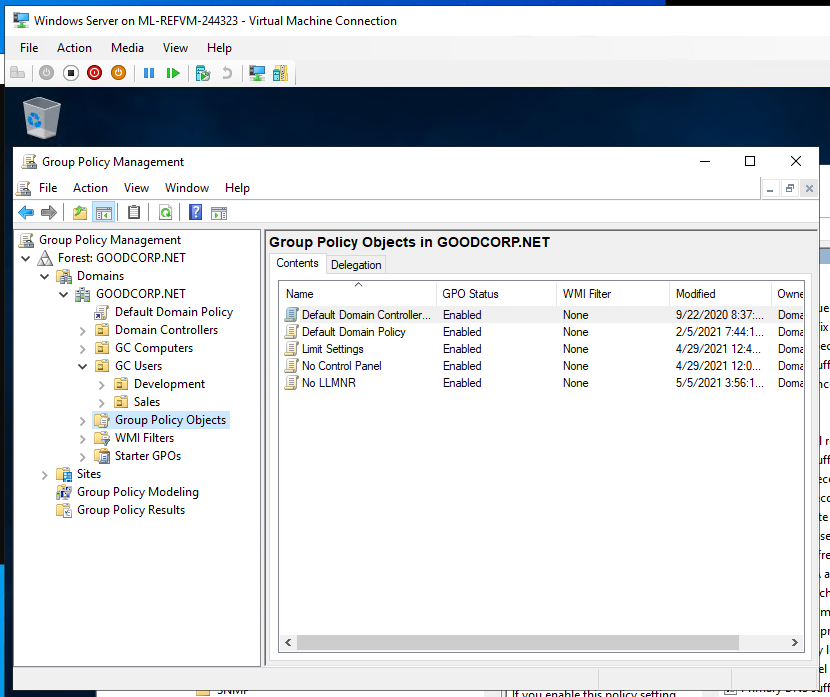 Windows Server on ML-REFVM-244323 - Virtual Machine Connection
File Action Media View Help
Group Policy Management
File Action View Window Help
Group Policy Management
Forest: GOODCORP.NET
Domains
GOODCORP.NET
Default Domain Policy
Domain Controllers
GC Computers
GC Users
Development
Sales
Group Policy Objects
WMI Filters
Starter GPOs
Sites
Group Policy Modeling
Group Policy Results
Group Policy Objects in GOODCORP.NET
Contents Delegation
Name GPO Status WMI Filter Modified Owne
Default Domain Controller... Enabled None 9/22/2020 8:37:... Doma
Default Domain Policy Enabled None 2/5/2021 7:44:1... Doma
Limit Settings Enabled None 4/29/2021 12:4... Doma
No Control Panel Enabled None 4/29/2021 12:0... Doma
No LLMNR Enabled None 5/5/2021 3:56:1... Doma
SNMP
If you enable this policy setting